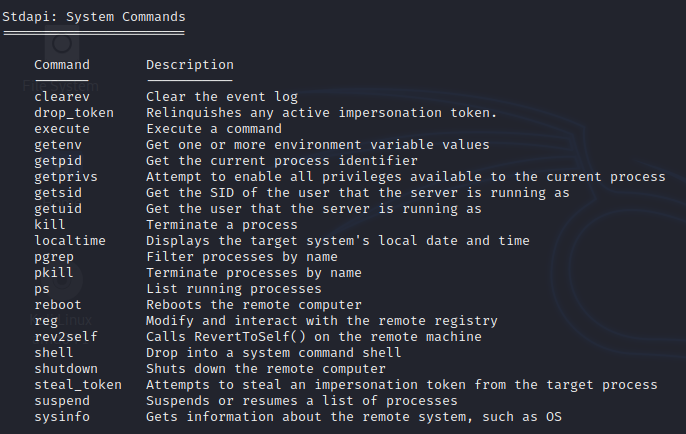 Stdapi: System Commands
=======================
Command Description
------- -----------
clearev Clear the event log
drop_token Relinquishes any active impersonation token.
execute Execute a command
getenv Get one or more environment variable values
getpid Get the current process identifier
getprivs Attempt to enable all privileges available to the current process
getsid Get the SID of the user that the server is running as
getuid Get the user that the server is running as
kill Terminate a process
localtime Displays the target system's local date and time
pgrep Filter processes by name
pkill Terminate processes by name
ps List running processes
reboot Reboots the remote computer
reg Modify and interact with the remote registry
rev2self Calls RevertToSelf() on the remote machine
shell Drop into a system command shell
shutdown Shuts down the remote computer
steal_token Attempts to steal an impersonation token from the target process
suspend Suspends or resumes a list of processes
sysinfo Gets information about the remote system, such as OS